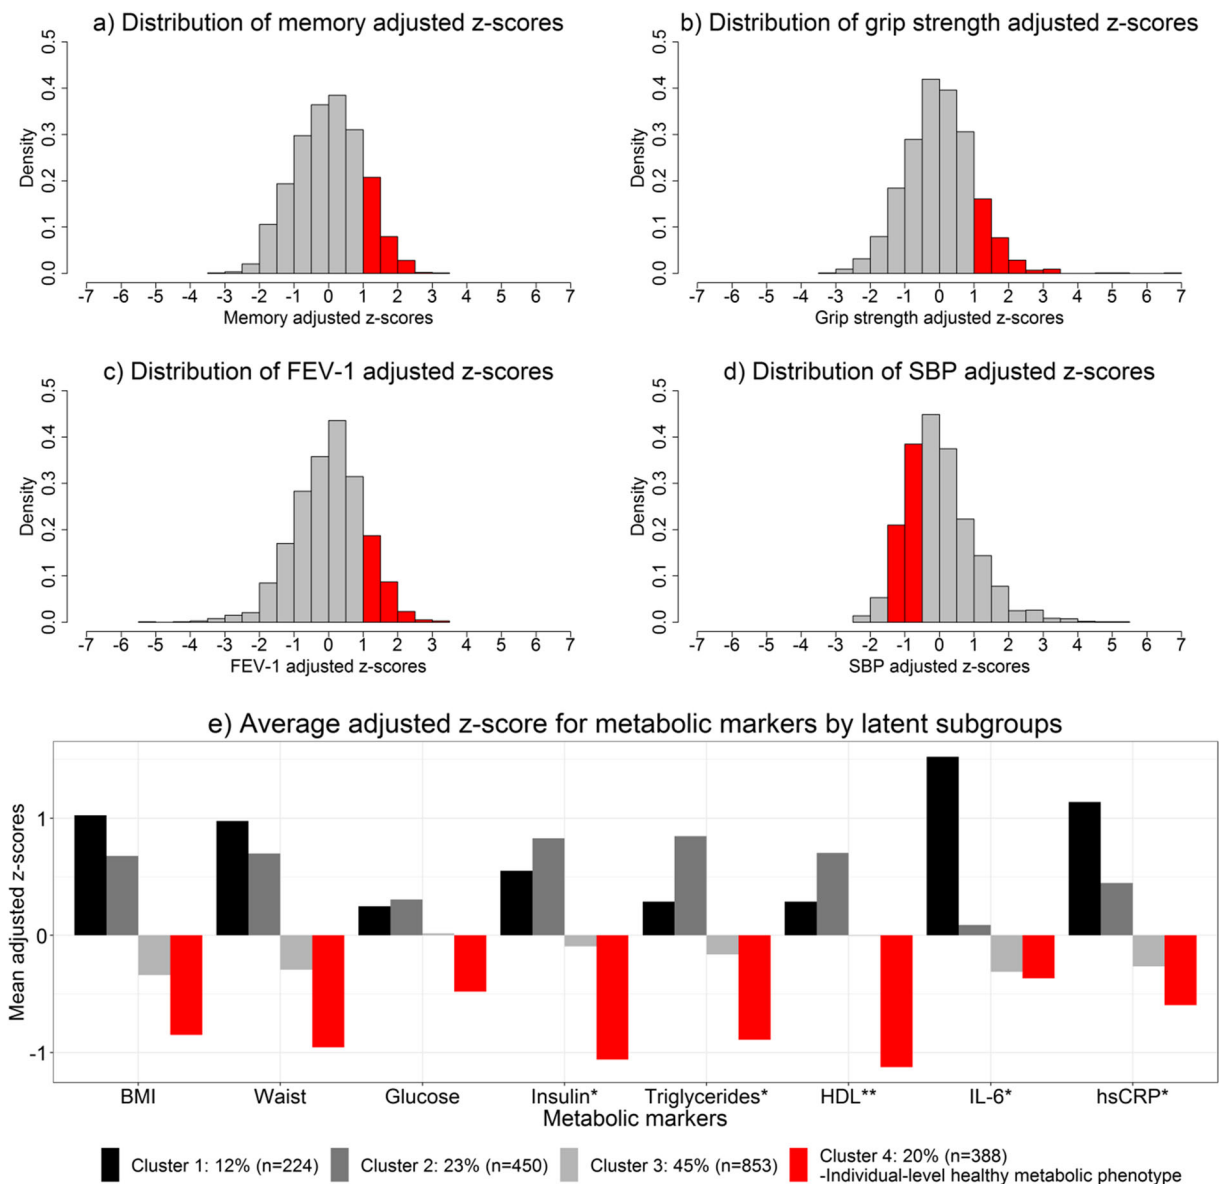 a) Distribution of memory adjusted z-scores
0.5
0.4
0.3
0.2
0.1
0.0
Density
-7 -6 -5 -4 -3 -2 -1 0 1 2 3 4 5 6 7
Memory adjusted z-scores
b) Distribution of grip strength adjusted z-scores
0.5
0.4
0.3
0.2
0.1
0.0
Density
-7 -6 -5 -4 -3 -2 -1 0 1 2 3 4 5 6 7
Grip strength adjusted z-scores
c) Distribution of FEV-1 adjusted z-scores
0.5
0.4
0.3
0.2
0.1
0.0
Density
-7 -6 -5 -4 -3 -2 -1 0 1 2 3 4 5 6 7
FEV-1 adjusted z-scores
d) Distribution of SBP adjusted z-scores
0.5
0.4
0.3
0.2
0.1
0.0
Density
-7 -6 -5 -4 -3 -2 -1 0 1 2 3 4 5 6 7
SBP adjusted z-scores
e) Average adjusted z-score for metabolic markers by latent subgroups
Mean adjusted z-scores
1
0
-1
BMI Waist Glucose Insulin* Triglycerides* HDL** IL-6* hsCRP*
Metabolic markers
Cluster 1: 12% (n=224)
Cluster 2: 23% (n=450)
Cluster 3: 45% (n=853)
Cluster 4: 20% (n=388)
-Individual-level healthy metabolic phenotype